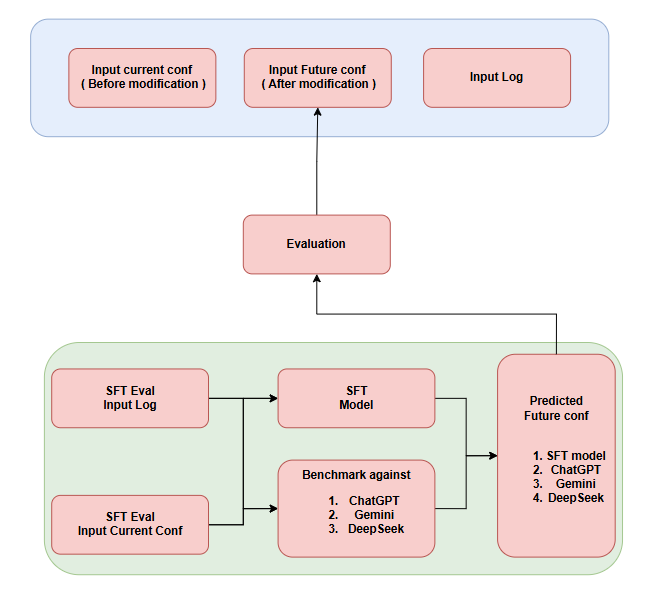 Input current conf
( Before modification )
Input Future conf
( After modification )
Input Log
Evaluation
SFT Eval
Input Log
SFT
Model
Predicted
Future conf
1. SFT model
2. ChatGPT
3. Gemini
4. DeepSeek
Benchmark against
1. ChatGPT
2. Gemini
3. DeepSeek
SFT Eval
Input Current Conf